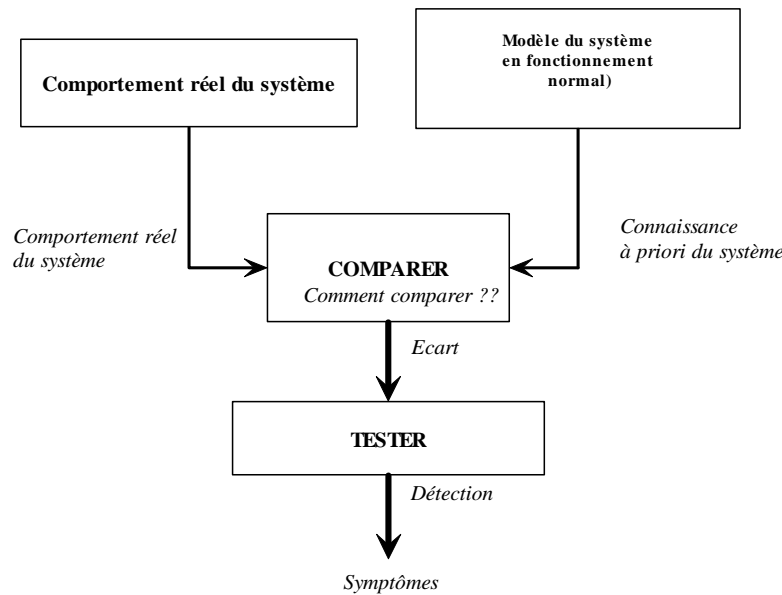 Comportement réel du système
Modèle du système
en fonctionnement
normal)
Comportement réel
du système
Connaissance
à priori du système
COMPARER
Comment comparer ??
Ecart
TESTER
Détection
Symptômes